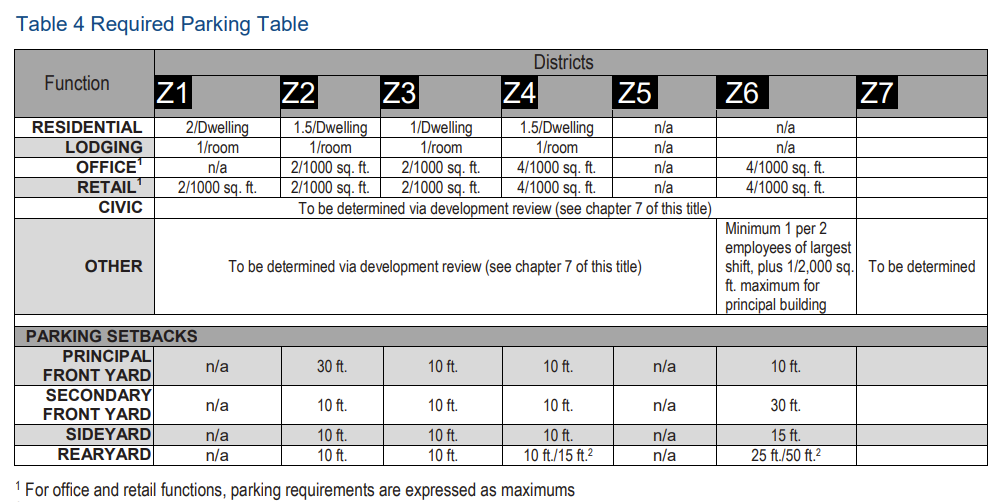 Table 4 Required Parking Table
Function Districts
Z1 Z2 Z3 Z4 Z5 Z6 Z7
RESIDENTIAL 2/Dwelling 1.5/Dwelling 1/Dwelling 1.5/Dwelling n/a n/a
LODGING 1/room 1/room 1/room 1/room n/a n/a
OFFICE¹ n/a 2/1000 sq. ft. 2/1000 sq. ft. 4/1000 sq. ft. n/a 4/1000 sq. ft.
RETAIL¹ 2/1000 sq. ft. 2/1000 sq. ft. 2/1000 sq. ft. 4/1000 sq. ft. n/a 4/1000 sq. ft.
CIVIC To be determined via development review (see chapter 7 of this title)
OTHER To be determined via development review (see chapter 7 of this title)
Minimum 1 per 2
employees of largest
shift, plus 1/2,000 sq.
ft. maximum for
principal building
To be determined
PARKING SETBACKS
PRINCIPAL
FRONT YARD n/a 30 ft. 10 ft. 10 ft. n/a 10 ft.
SECONDARY
FRONT YARD n/a 10 ft. 10 ft. 10 ft. n/a 30 ft.
SIDEYARD n/a 10 ft. 10 ft. 10 ft. n/a 15 ft.
REARYARD n/a 10 ft. 10 ft. 10 ft./15 ft.² n/a 25 ft./50 ft.²
¹ For office and retail functions, parking requirements are expressed as maximums